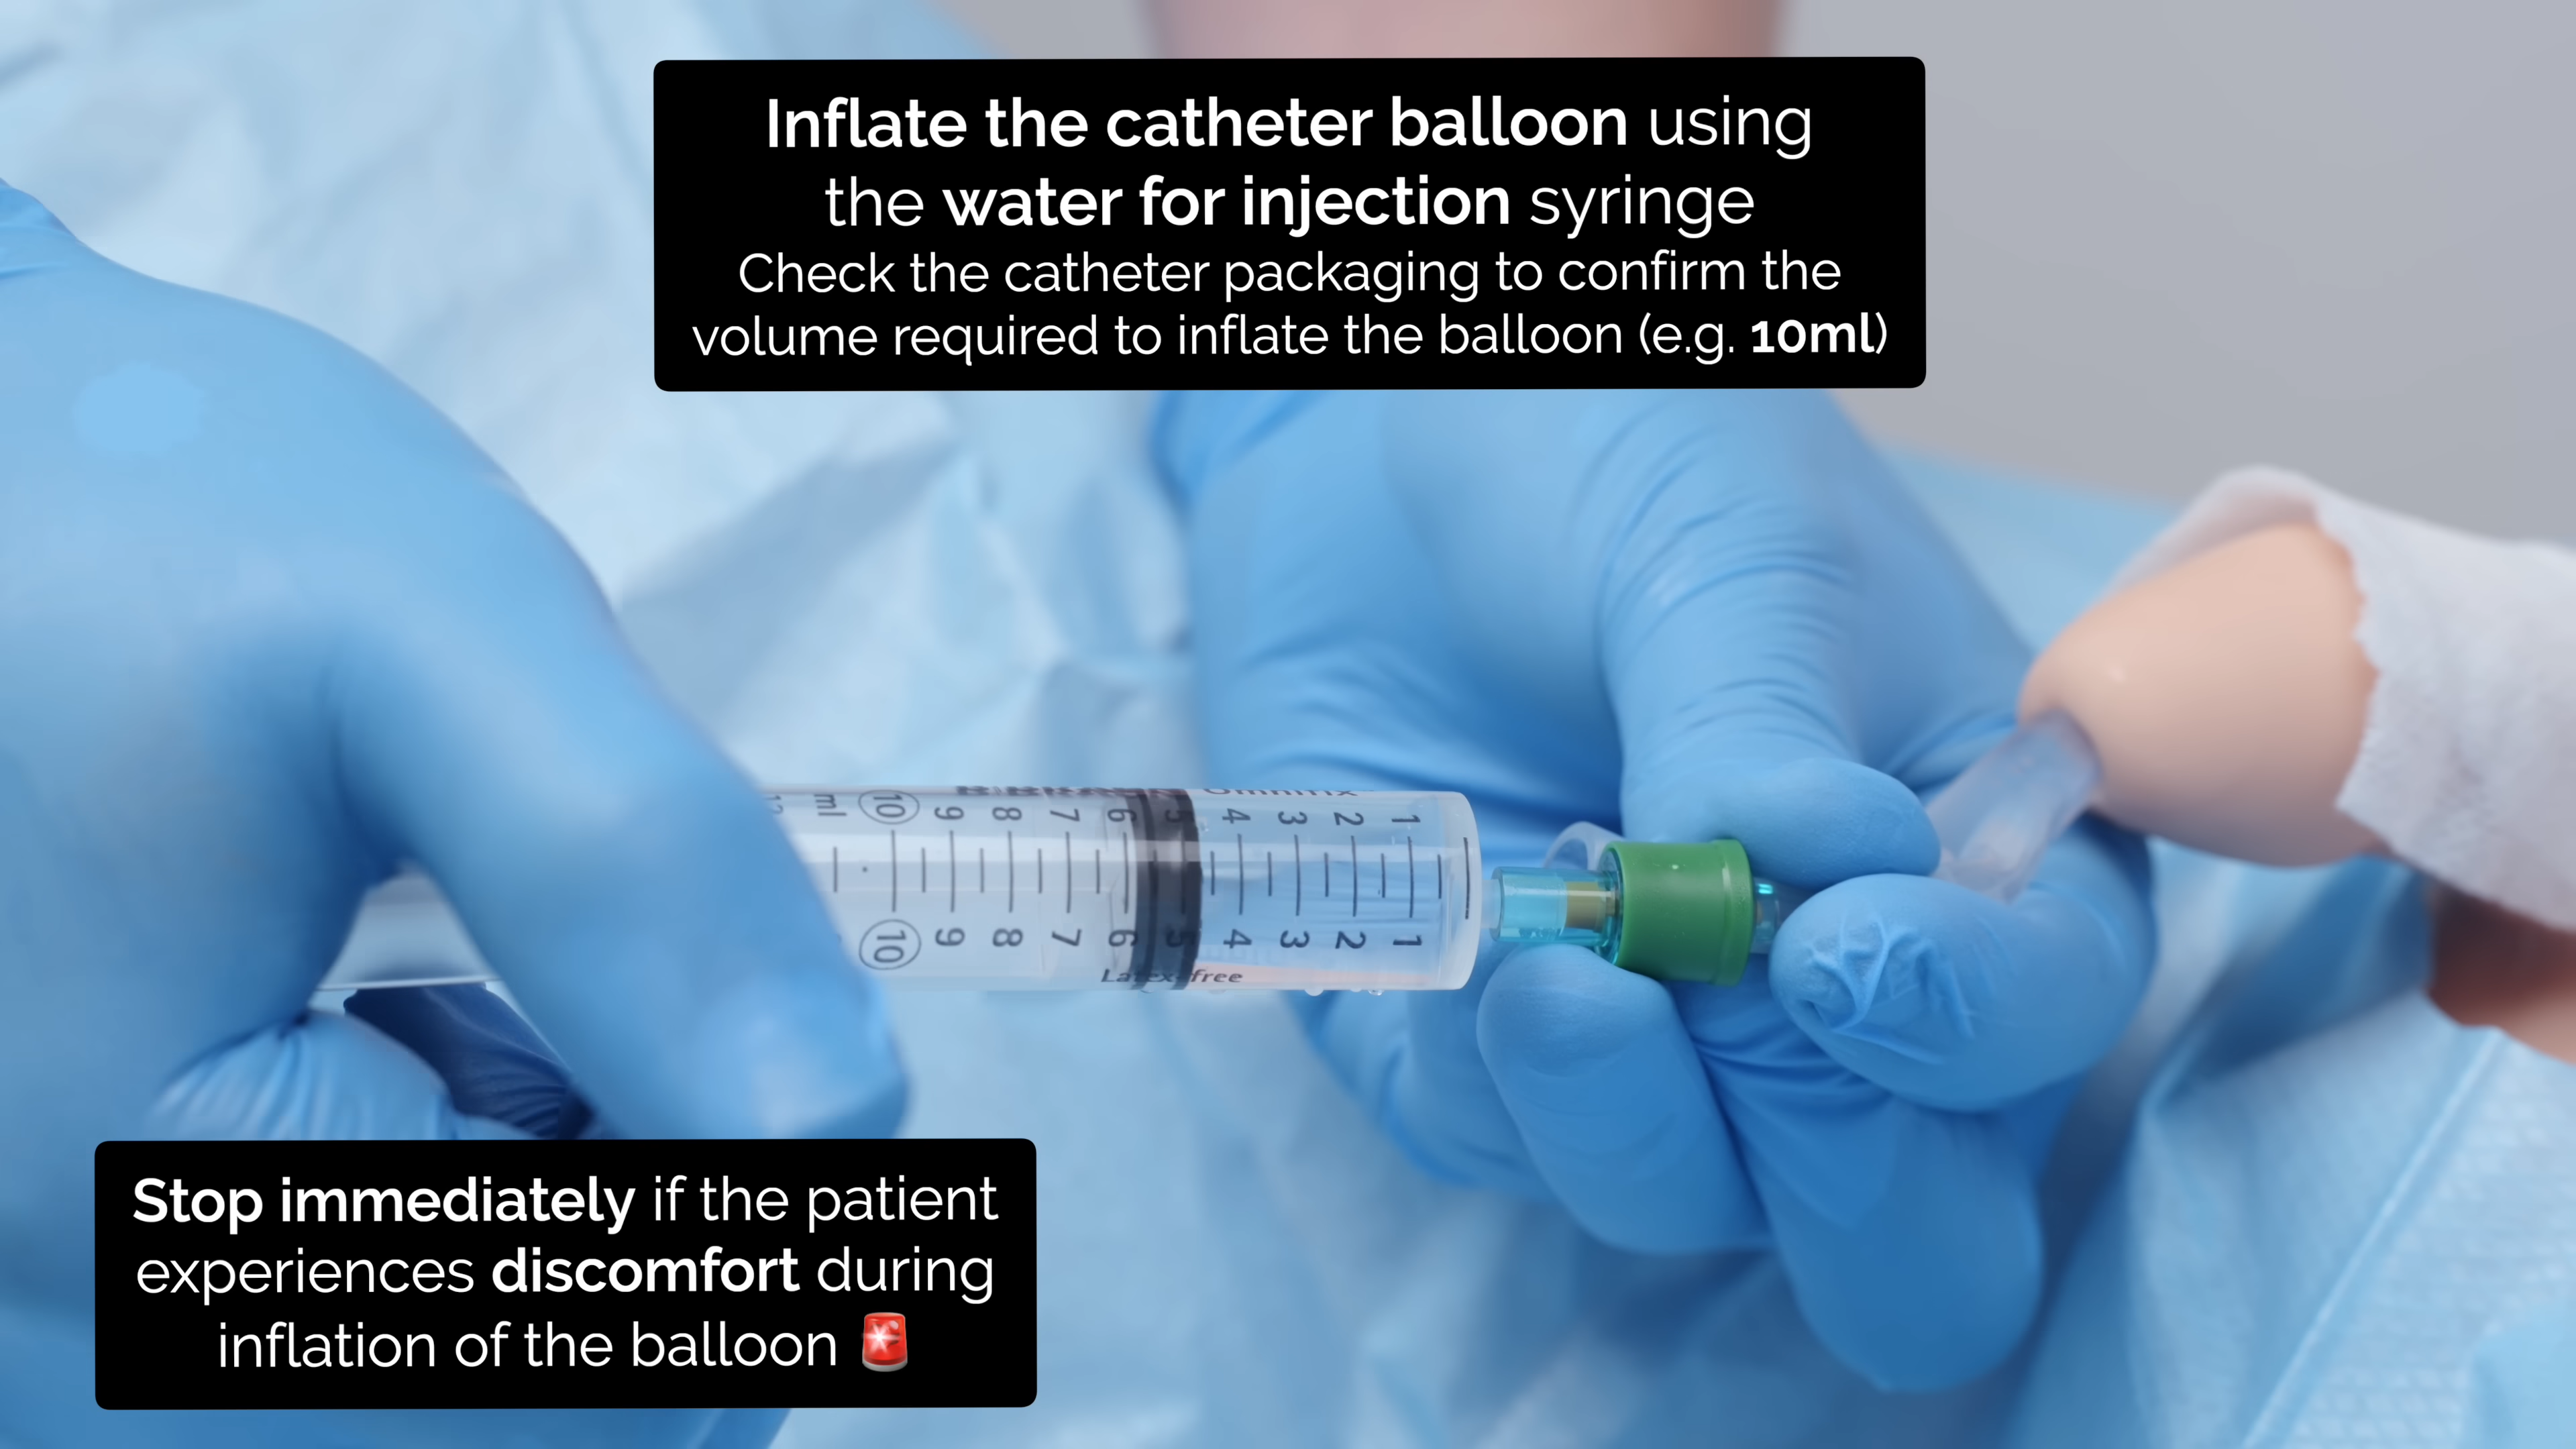 Inflate the catheter balloon using
the water for injection syringe
Check the catheter packaging to confirm the
volume required to inflate the balloon (e.g. 10ml)
ml 10 9 8 7 6 5 4 3 2 1
10 9 8 7 6 5 4 3 2 1
Latex-free
Stop immediately if the patient
experiences discomfort during
inflation of the balloon 🚨